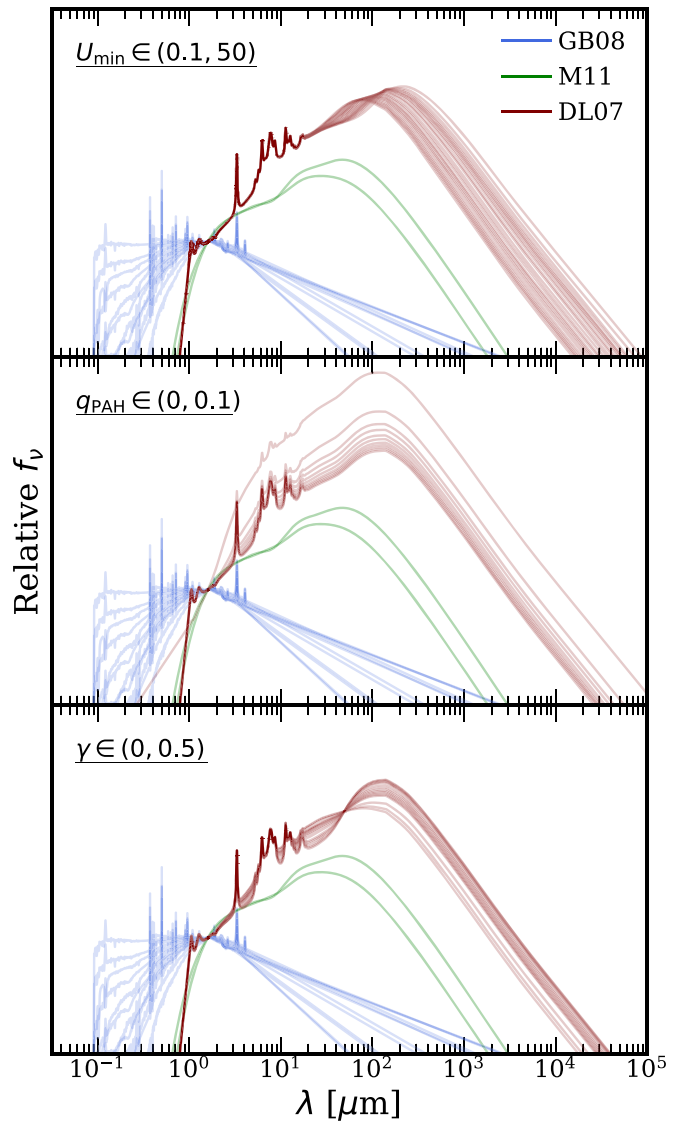 U_min ∈ (0.1, 50)
GB08
M11
DL07
q_PAH ∈ (0, 0.1)
Relative f_ν
γ ∈ (0, 0.5)
10^−1 10^0 10^1 10^2 10^3 10^4 10^5
λ [μm]